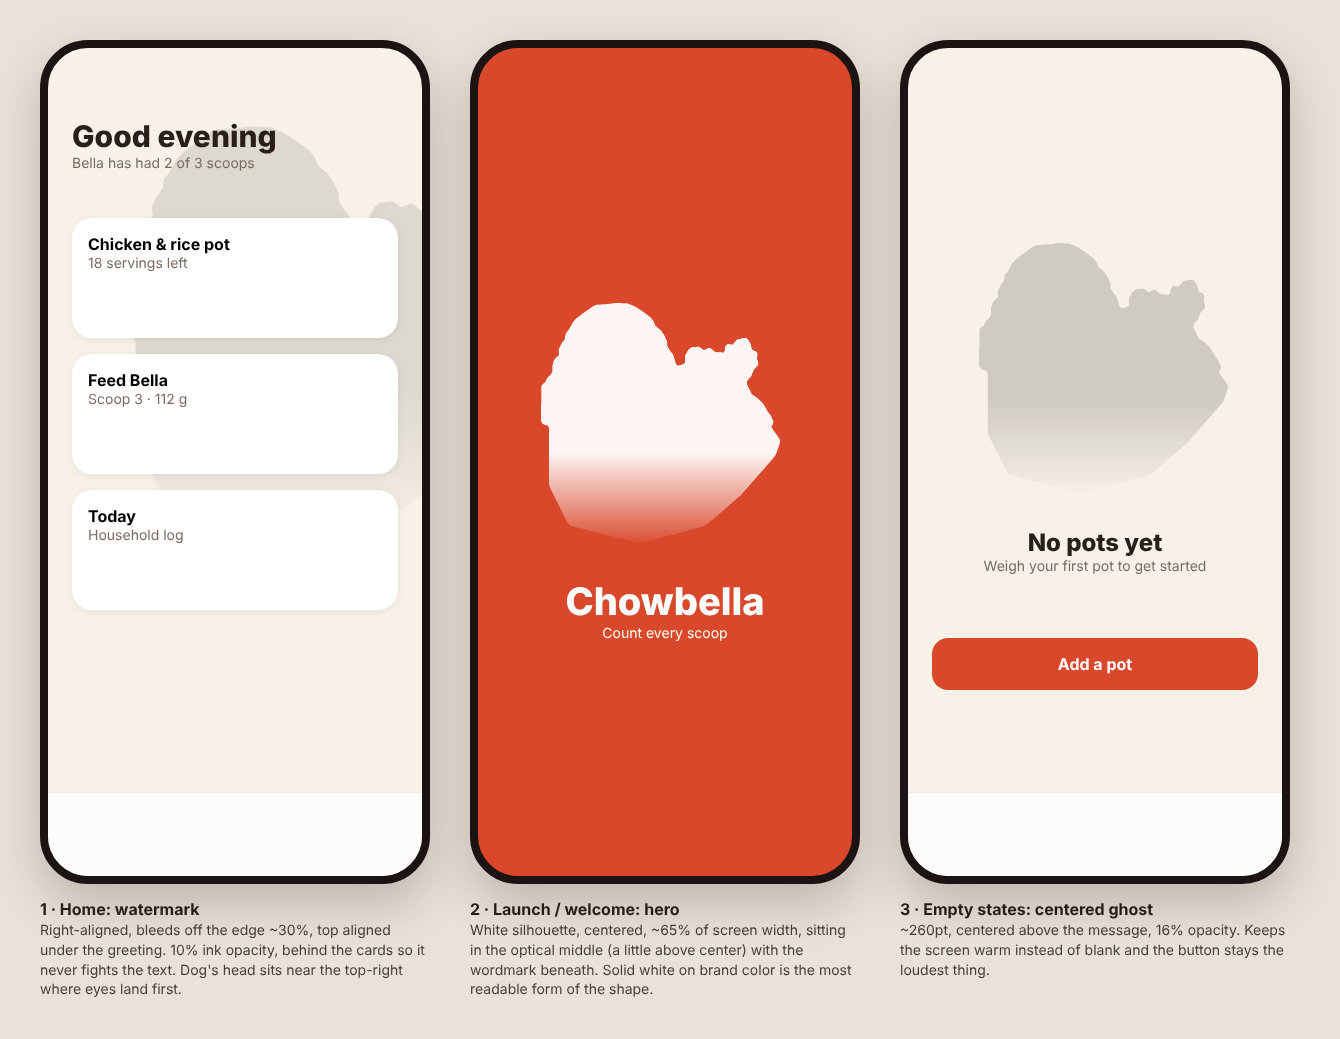 Good evening
Bella has had 2 of 3 scoops
Chicken & rice pot
18 servings left
Feed Bella
Scoop 3 · 112 g
Today
Household log
Chowbella
Count every scoop
No pots yet
Weigh your first pot to get started
Add a pot
1 · Home: watermark
Right-aligned, bleeds off the edge ~30%, top aligned
under the greeting. 10% ink opacity, behind the cards so it
never fights the text. Dog's head sits near the top-right
where eyes land first.
2 · Launch / welcome: hero
White silhouette, centered, ~65% of screen width, sitting
in the optical middle (a little above center) with the
wordmark beneath. Solid white on brand color is the most
readable form of the shape.
3 · Empty states: centered ghost
~260pt, centered above the message, 16% opacity. Keeps
the screen warm instead of blank and the button stays the
loudest thing.